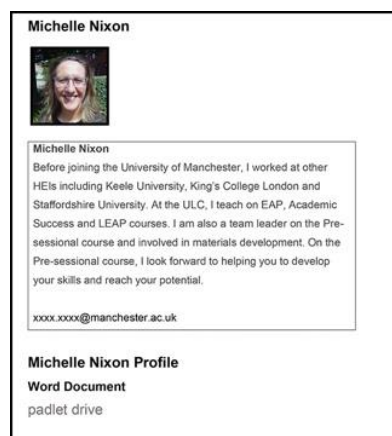 Michelle Nixon
Michelle Nixon
Before joining the University of Manchester, I worked at other
HEIs including Keele University, King's College London and
Staffordshire University. At the ULC, I teach on EAP, Academic
Success and LEAP courses. I am also a team leader on the Pre-
sessional course and involved in materials development. On the
Pre-sessional course, I look forward to helping you to develop
your skills and reach your potential.
xxxx.xxxx@manchester.ac.uk
Michelle Nixon Profile
Word Document
padlet drive